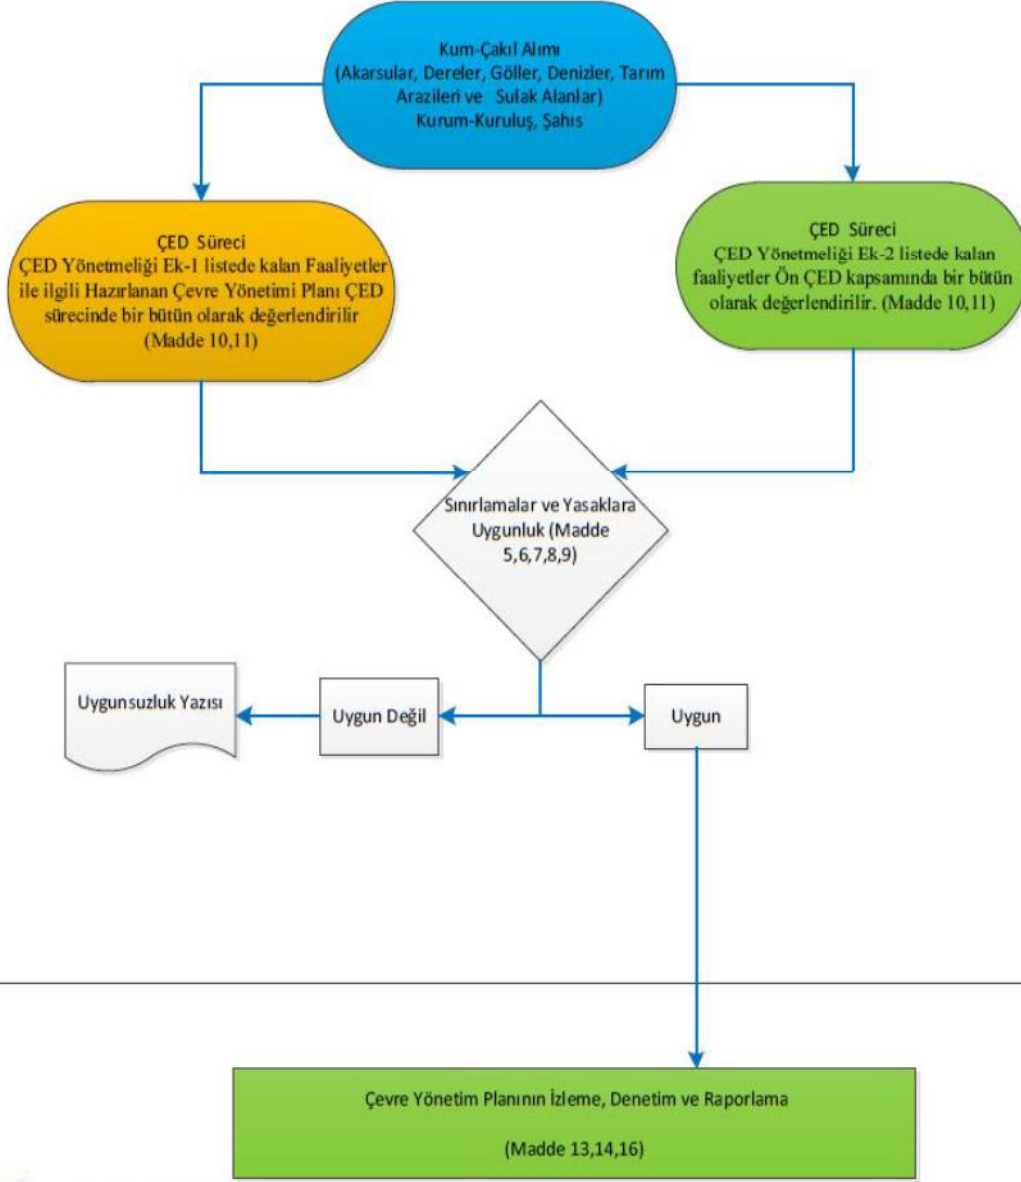 Kum-Çakıl Alımı
(Akarsular, Dereler, Göller, Denizler, Tarım
Arazileri ve Sulak Alanlar)
Kurum-Kuruluş, Şahıs
ÇED Süreci
ÇED Yönetmeliği Ek-1 listede kalan Faaliyetler
ile ilgili Hazırlanan Çevre Yönetimi Planı ÇED
sürecinde bir bütün olarak değerlendirilir
(Madde 10,11)
ÇED Süreci
ÇED Yönetmeliği Ek-2 listede kalan
faaliyetler Ön ÇED kapsamında bir bütün
olarak değerlendirilir. (Madde 10,11)
Sınırlamalar ve Yasaklara
Uygunluk (Madde
5,6,7,8,9)
Uygunsuzluk Yazısı
Uygun Değil
Uygun
Çevre Yönetim Planının İzleme, Denetim ve Raporlama
(Madde 13,14,16)